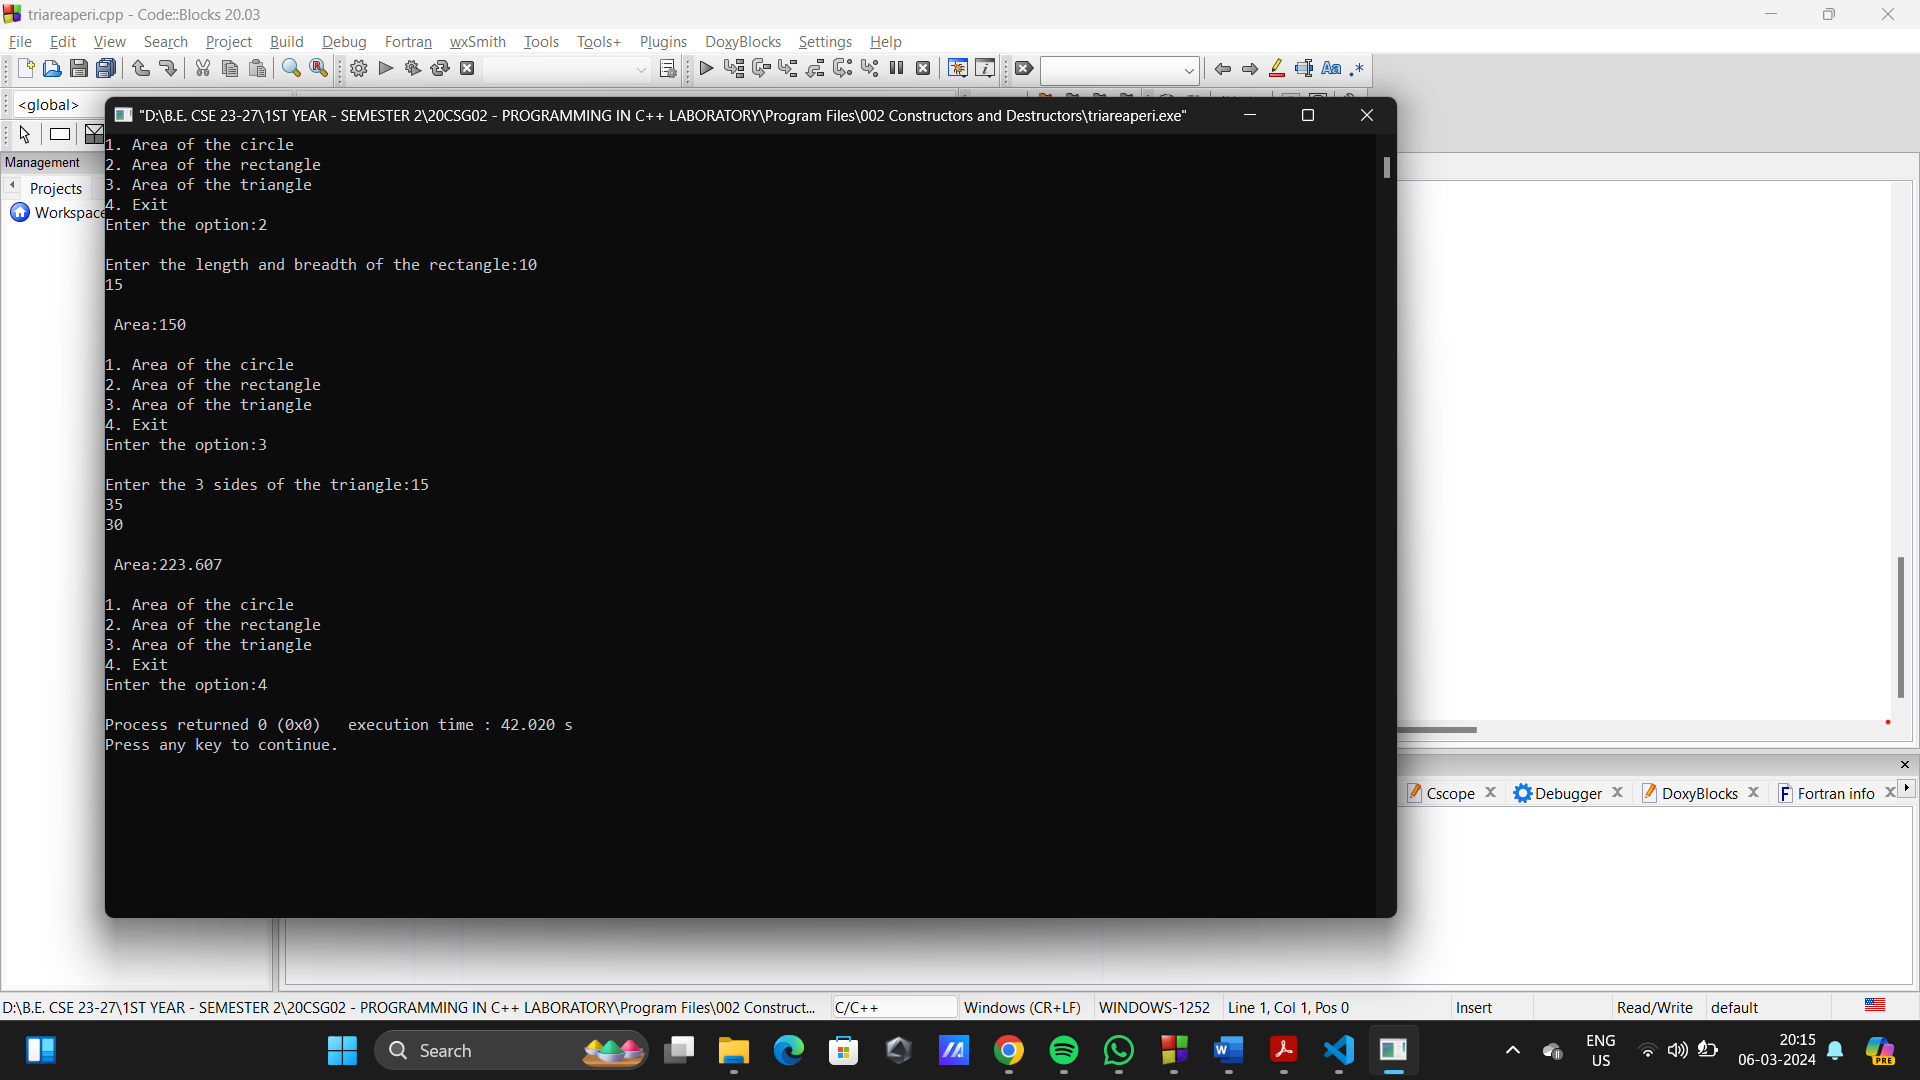 triareaperi.cpp - Code::Blocks 20.03
File Edit View Search Project Build Debug Fortran wxSmith Tools Tools+ Plugins DoxyBlocks Settings Help
<global>
"D:\B.E. CSE 23-27\1ST YEAR - SEMESTER 2\20CSG02 - PROGRAMMING IN C++ LABORATORY\Program Files\002 Constructors and Destructors\triareaperi.exe"
Management
Projects
Workspace
1. Area of the circle
2. Area of the rectangle
3. Area of the triangle
4. Exit
Enter the option:2
Enter the length and breadth of the rectangle:10
15
Area:150
1. Area of the circle
2. Area of the rectangle
3. Area of the triangle
4. Exit
Enter the option:3
Enter the 3 sides of the triangle:15
35
30
Area:223.607
1. Area of the circle
2. Area of the rectangle
3. Area of the triangle
4. Exit
Enter the option:4
Process returned 0 (0x0)   execution time : 42.020 s
Press any key to continue.
Cscope Debugger DoxyBlocks Fortran info
D:\B.E. CSE 23-27\1ST YEAR - SEMESTER 2\20CSG02 - PROGRAMMING IN C++ LABORATORY\Program Files\002 Construct... C/C++ Windows (CR+LF) WINDOWS-1252 Line 1, Col 1, Pos 0 Insert Read/Write default
Search
ENG
US
20:15
06-03-2024
PRE